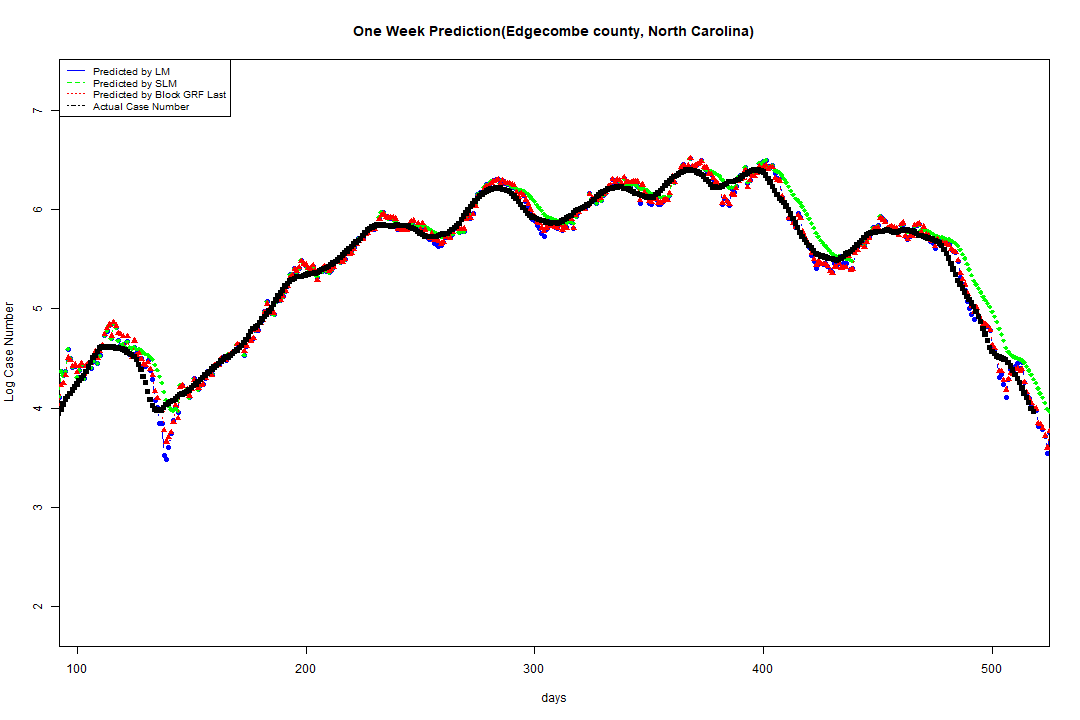 One Week Prediction(Edgecombe county, North Carolina)
Predicted by LM
Predicted by SLM
Predicted by Block GRF Last
Actual Case Number
7
6
5
4
3
2
Log Case Number
100 200 300 400 500
days